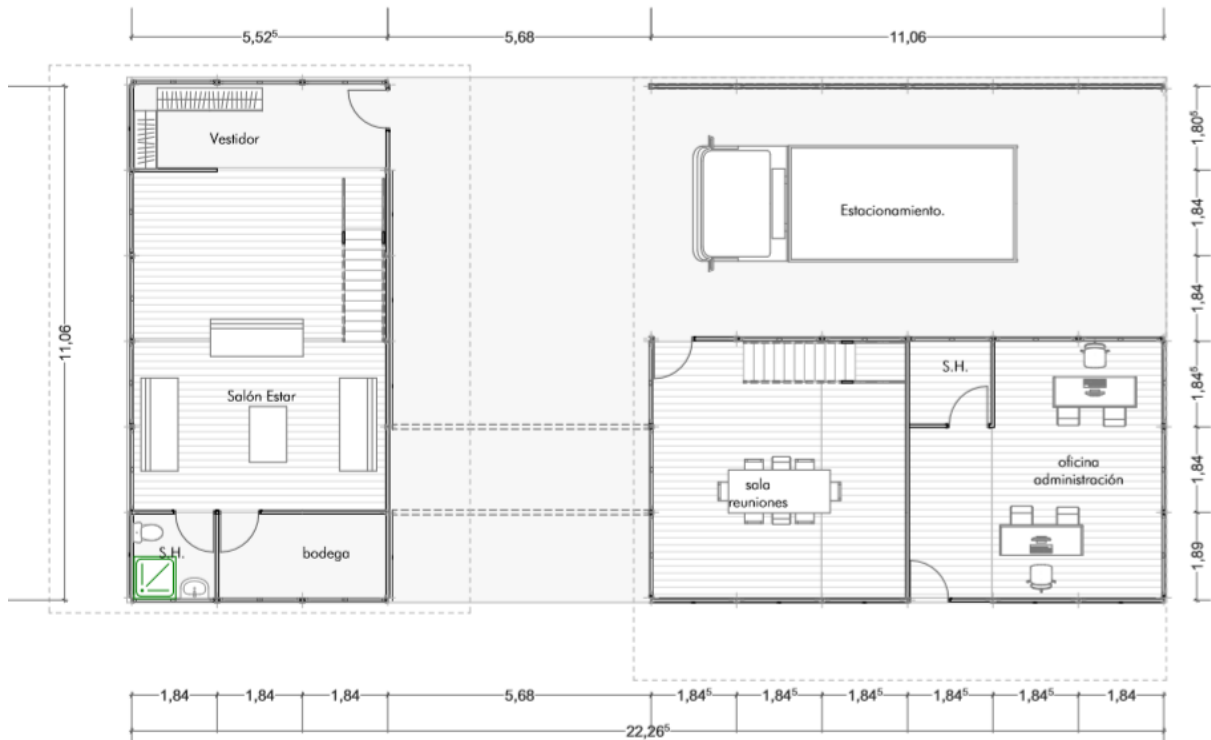 5,52⁵
5,68
11,06
Vestidor
1,80⁵
Estacionamiento.
1,84
1,84
11,06
S.H.
1,84⁵
Salón Estar
sala
reuniones
oficina
administración
1,84
S.H.
bodega
1,89
1,84
1,84
1,84
5,68
1,84⁵
1,84⁵
1,84⁵
1,84⁵
1,84⁵
1,84
22,26⁵